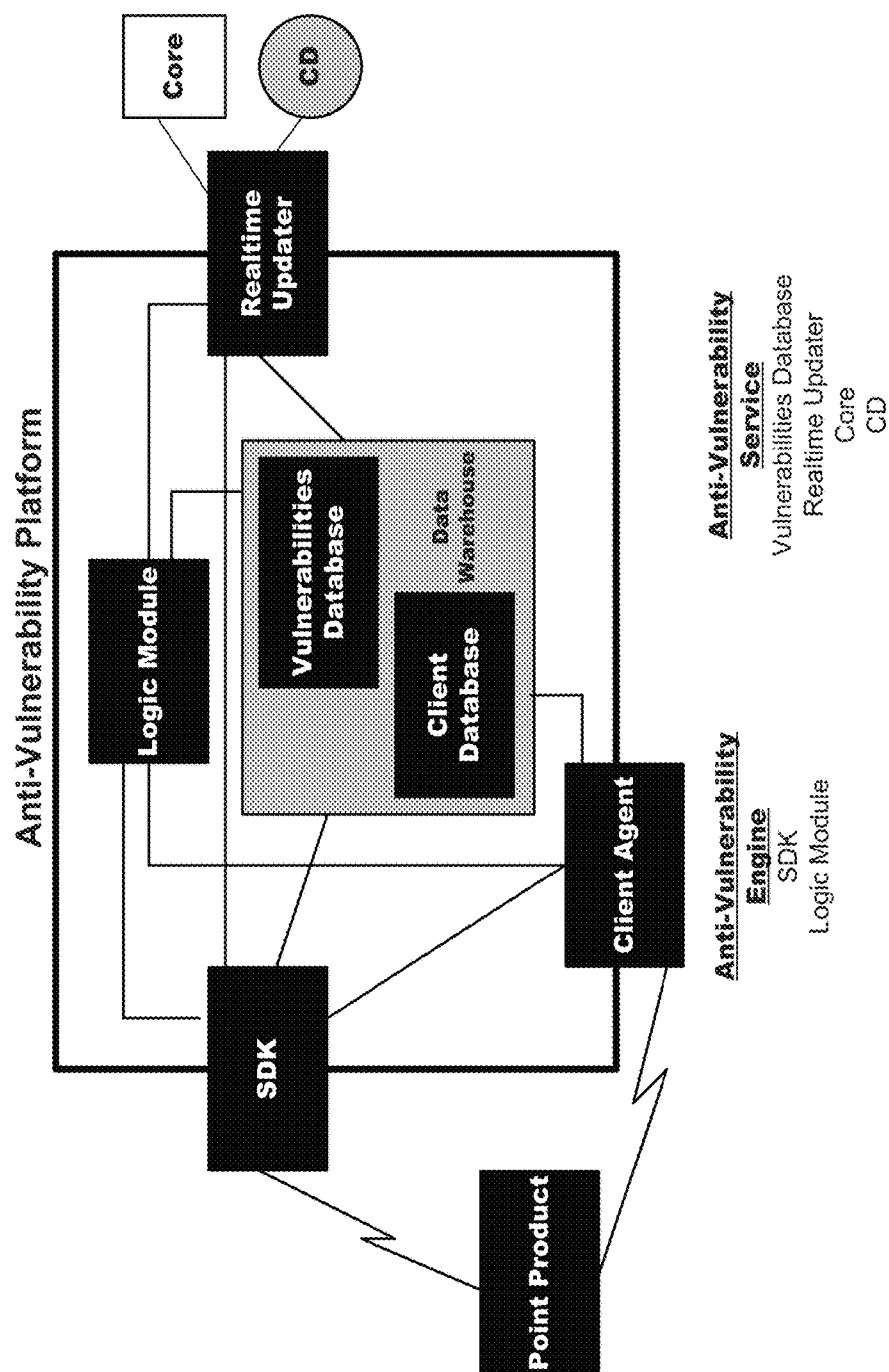 Anti-Vulnerability Platform
Core
CD
Realtime
Updater
Logic Module
Vulnerabilities
Database
Data
Warehouse
Client
Database
SDK
Client Agent
Point Product
Anti-Vulnerability
Engine
SDK
Logic Module
Anti-Vulnerability
Service
Vulnerabilities Database
Realtime Updater
Core
CD